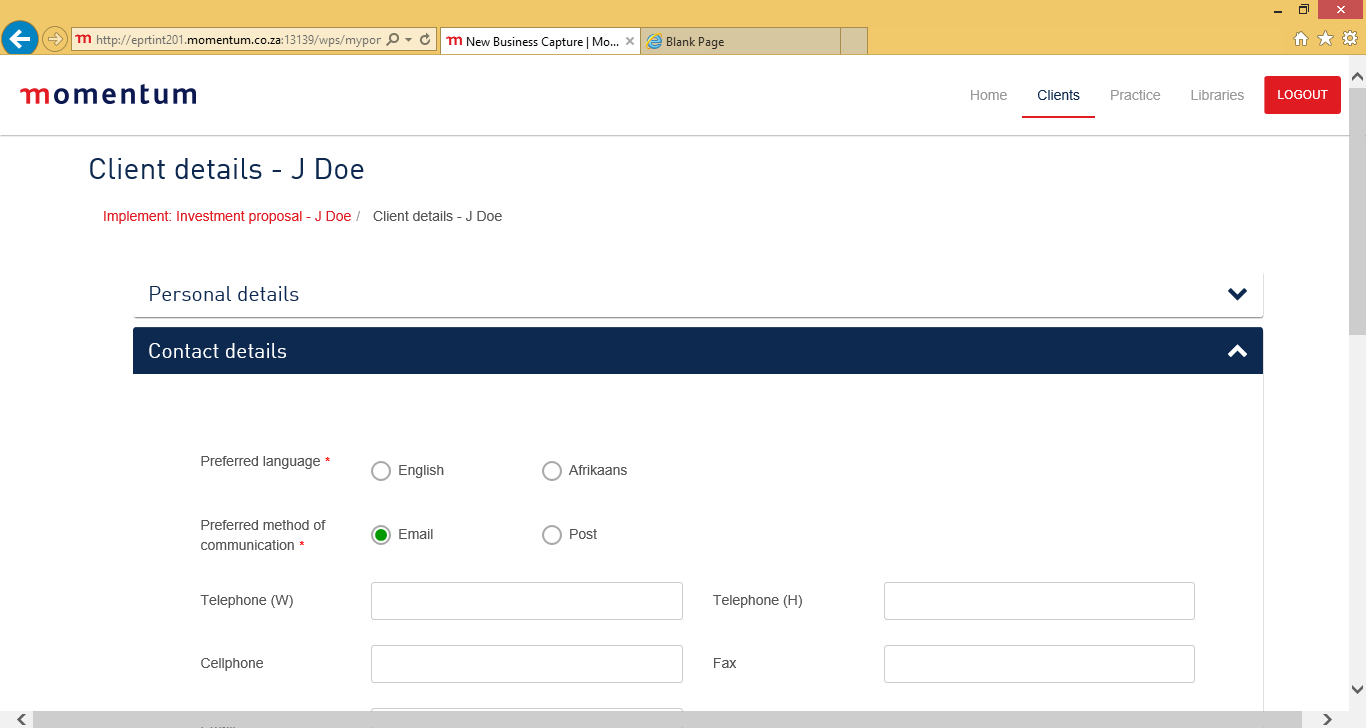 http://eprtint201.momentum.co.za:13139/wps/mypor
m New Business Capture | Mo...
Blank Page
momentum
Home
Clients
Practice
Libraries
LOGOUT
Client details - J Doe
Implement: Investment proposal - J Doe / Client details - J Doe
Personal details
Contact details
Preferred language *
English
Afrikaans
Preferred method of
communication *
Email
Post
Telephone (W)
Telephone (H)
Cellphone
Fax